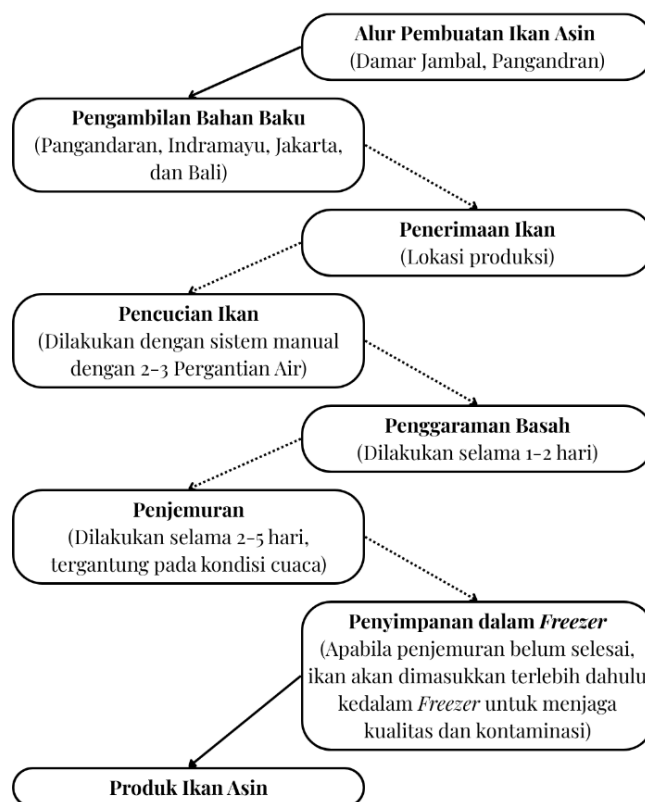 Alur Pembuatan Ikan Asin
(Damar Jambal, Pangandran)
Pengambilan Bahan Baku
(Pangandaran, Indramayu, Jakarta,
dan Bali)
Penerimaan Ikan
(Lokasi produksi)
Pencucian Ikan
(Dilakukan dengan sistem manual
dengan 2-3 Pergantian Air)
Penggaraman Basah
(Dilakukan selama 1-2 hari)
Penjemuran
(Dilakukan selama 2-5 hari,
tergantung pada kondisi cuaca)
Penyimpanan dalam Freezer
(Apabila penjemuran belum selesai,
ikan akan dimasukkan terlebih dahulu
kedalam Freezer untuk menjaga
kualitas dan kontaminasi)
Produk Ikan Asin